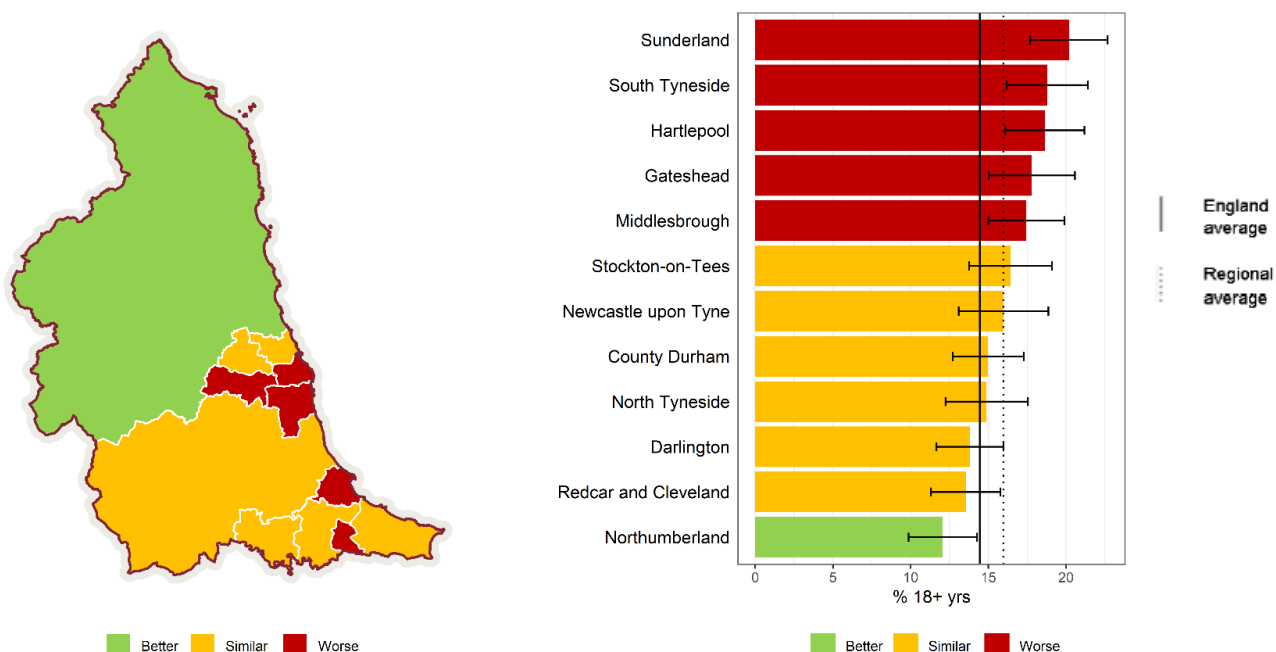 Sunderland
South Tyneside
Hartlepool
Gateshead
Middlesbrough
Stockton-on-Tees
Newcastle upon Tyne
County Durham
North Tyneside
Darlington
Redcar and Cleveland
Northumberland
0 5 10 15 20
% 18+ yrs
England
average
Regional
average
Better Similar Worse
Better Similar Worse